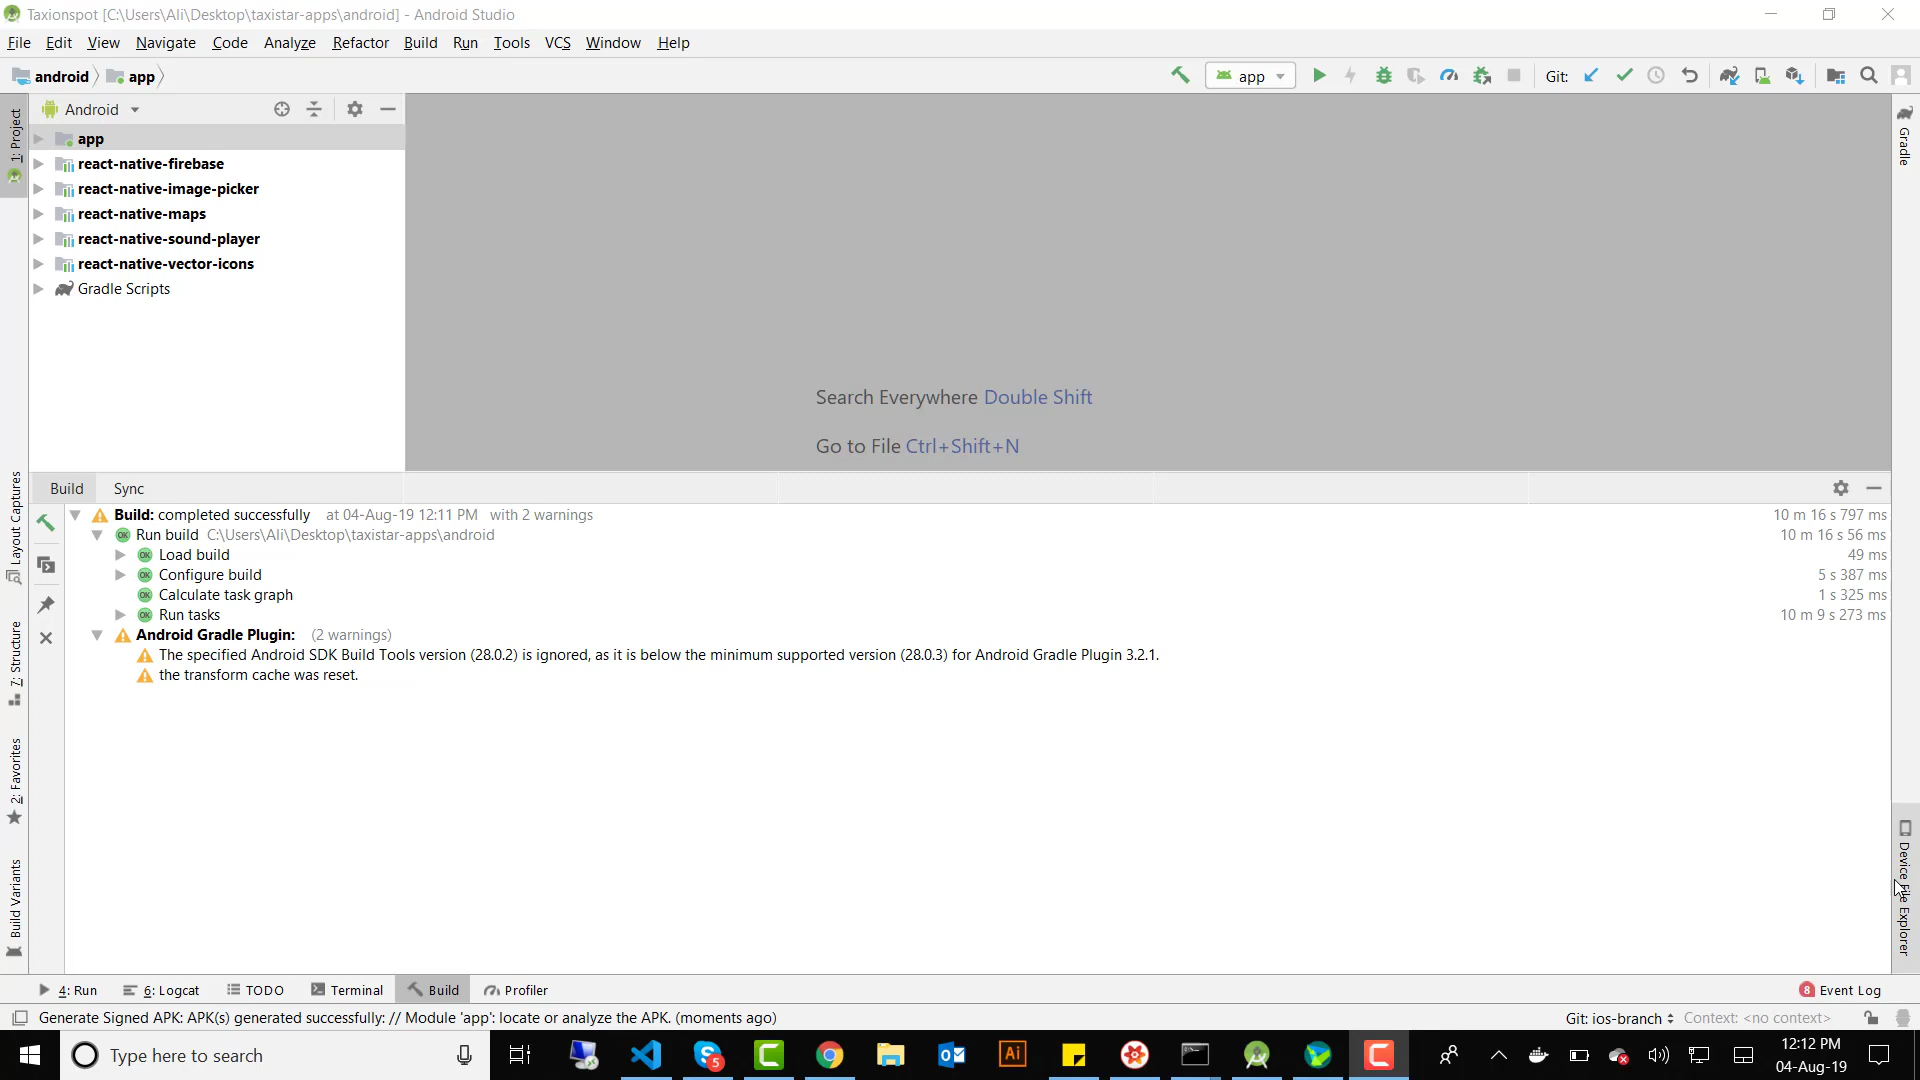 Taxionspot [C:\Users\Ali\Desktop\taxistar-apps\android] - Android Studio
File Edit View Navigate Code Analyze Refactor Build Run Tools VCS Window Help
android app
app
Git:
Android
1: Project
app
react-native-firebase
react-native-image-picker
react-native-maps
react-native-sound-player
react-native-vector-icons
Gradle Scripts
Gradle
Search Everywhere Double Shift
Go to File Ctrl+Shift+N
Layout Captures
7: Structure
2: Favorites
Build Variants
Build Sync
Build: completed successfully at 04-Aug-19 12:11 PM with 2 warnings 10 m 16 s 797 ms
Run build C:\Users\Ali\Desktop\taxistar-apps\android 10 m 16 s 56 ms
Load build 49 ms
Configure build 5 s 387 ms
Calculate task graph 1 s 325 ms
Run tasks 10 m 9 s 273 ms
Android Gradle Plugin: (2 warnings)
The specified Android SDK Build Tools version (28.0.2) is ignored, as it is below the minimum supported version (28.0.3) for Android Gradle Plugin 3.2.1.
the transform cache was reset.
Device File Explorer
4: Run 6: Logcat TODO Terminal Build Profiler 8 Event Log
Generate Signed APK: APK(s) generated successfully: // Module 'app': locate or analyze the APK. (moments ago) Git: ios-branch Context: <no context>
Type here to search
5
Ai
12:12 PM
04-Aug-19